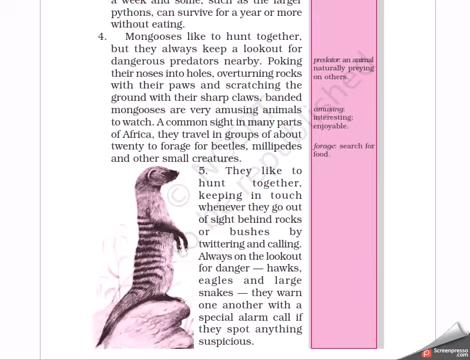 a week and some, such as the larger
pythons, can survive for a year or more
without eating.
4. Mongooses like to hunt together,
but they always keep a lookout for
dangerous predators nearby. Poking
their noses into holes, overturning rocks
with their paws and scratching the
ground with their sharp claws, banded
mongooses are very amusing animals
to watch. A common sight in many parts
of Africa, they travel in groups of about
twenty to forage for beetles, millipedes
and other small creatures.
5. They like to
hunt together,
keeping in touch
whenever they go out
of sight behind rocks
or bushes by
twittering and calling.
Always on the lookout
for danger — hawks,
eagles and large
snakes — they warn
one another with a
special alarm call if
they spot anything
suspicious.
predator: an animal
naturally preying
on others.
amusing:
interesting;
enjoyable.
forage: search for
food.
Screenpresso